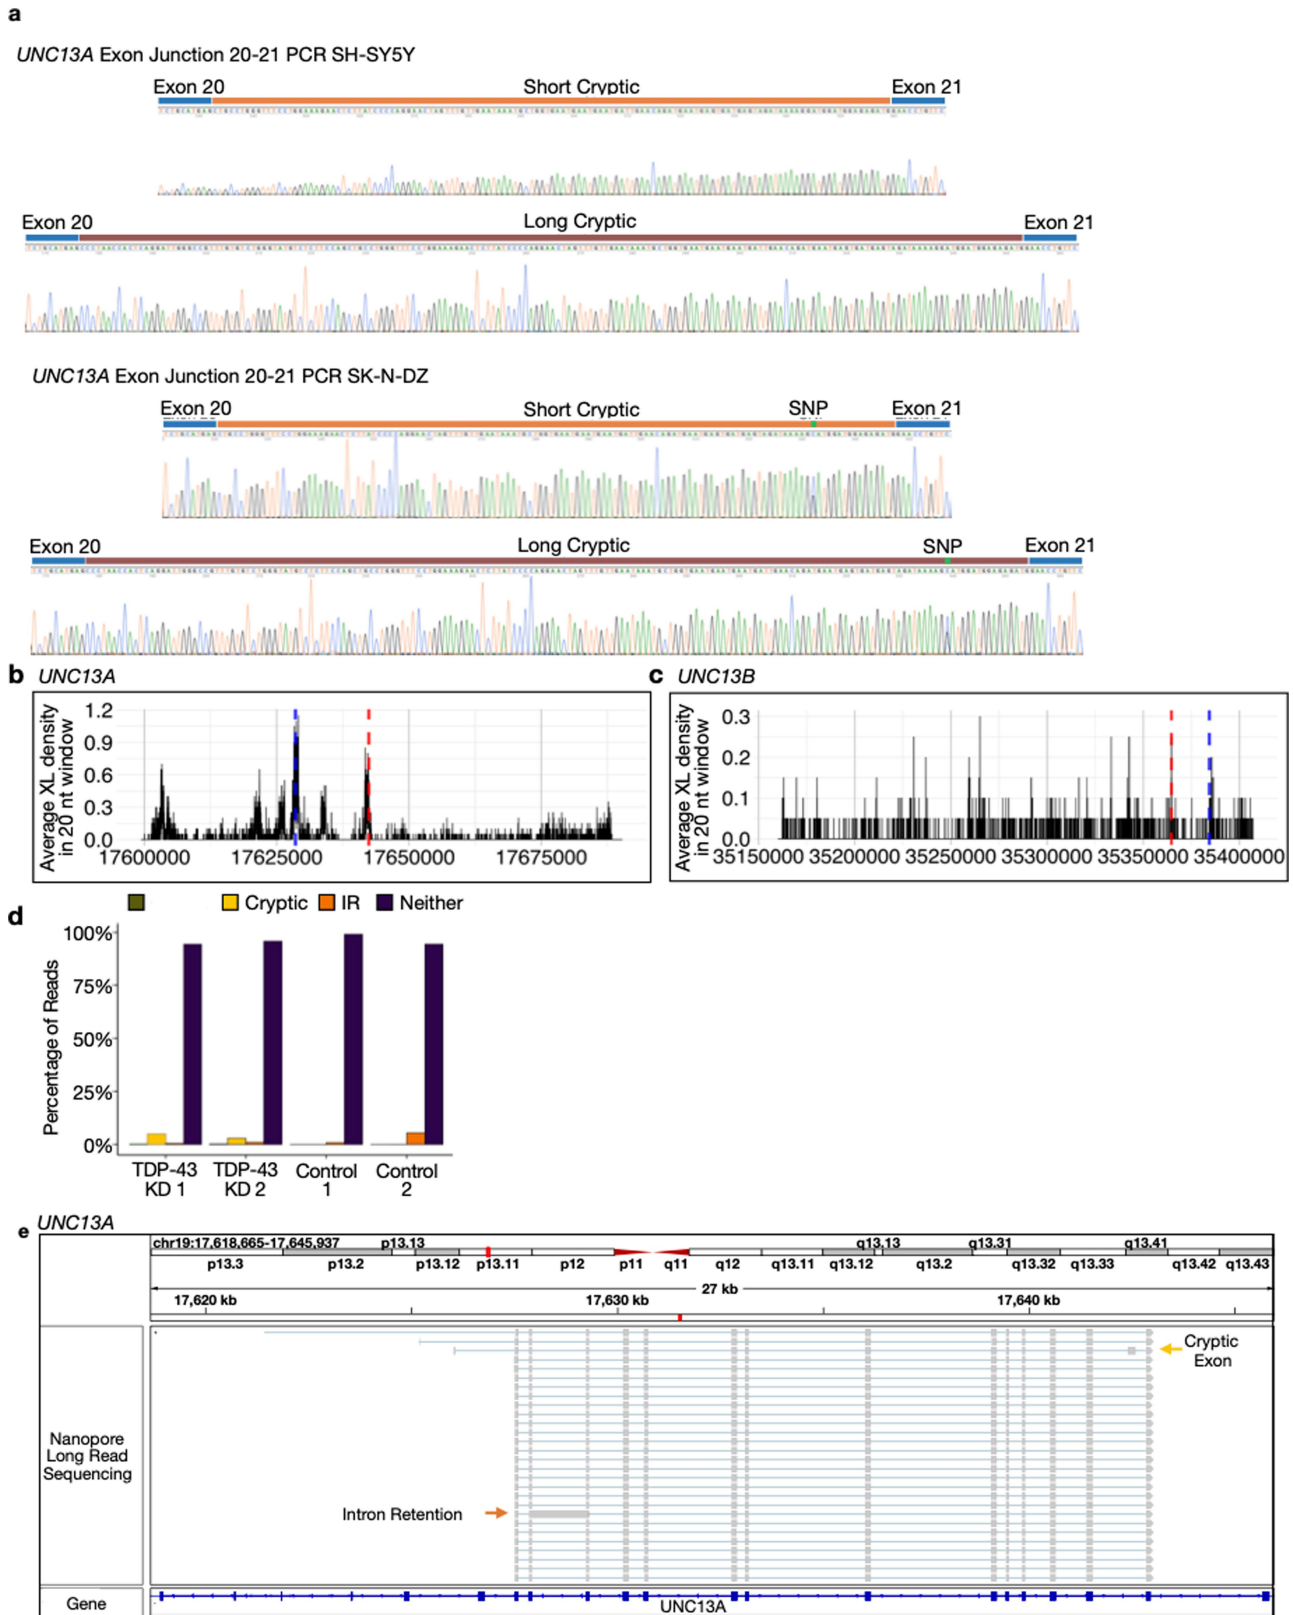 a
UNC13A Exon Junction 20-21 PCR SH-SY5Y
Exon 20 Short Cryptic Exon 21
Exon 20 Long Cryptic Exon 21
UNC13A Exon Junction 20-21 PCR SK-N-DZ
Exon 20 Short Cryptic SNP Exon 21
Exon 20 Long Cryptic SNP Exon 21
b UNC13A
Average XL density
in 20 nt window
1.2
0.9
0.6
0.3
0.0
17600000 17625000 17650000 17675000
c UNC13B
Average XL density
in 20 nt window
0.3
0.2
0.1
0.0
35150000 35200000 35250000 35300000 35350000 35400000
d
Cryptic IR Neither
Percentage of Reads
100%
75%
50%
25%
0%
TDP-43 KD 1
TDP-43 KD 2
Control 1
Control 2
e UNC13A
chr19:17,618,665-17,645,937 p13.13 q13.13 q13.31 q13.41
p13.3 p13.2 p13.12 p13.11 p12 p11 q11 q12 q13.11 q13.12 q13.2 q13.32 q13.33 q13.42 q13.43
27 kb
17,620 kb 17,630 kb 17,640 kb
Cryptic
Exon
Nanopore
Long Read
Sequencing
Intron Retention
Gene
UNC13A